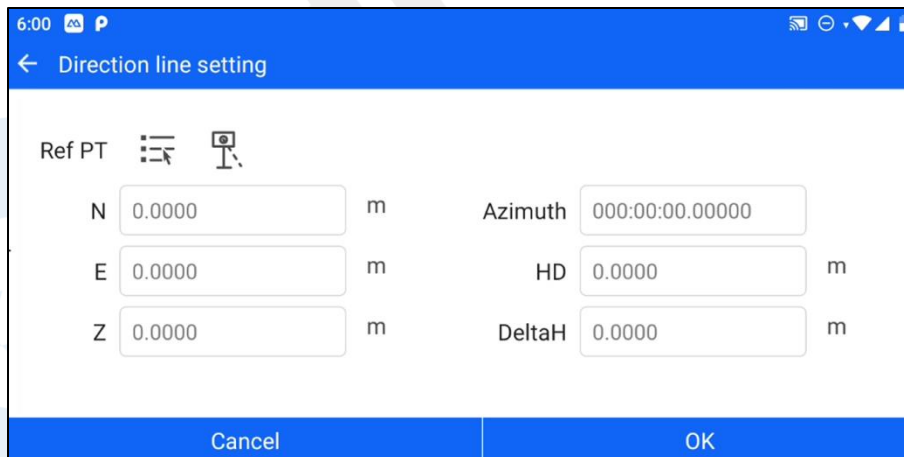 6:00
Direction line setting
Ref PT
N 0.0000 m Azimuth 000:00:00.00000
E 0.0000 m HD 0.0000 m
Z 0.0000 m DeltaH 0.0000 m
Cancel OK